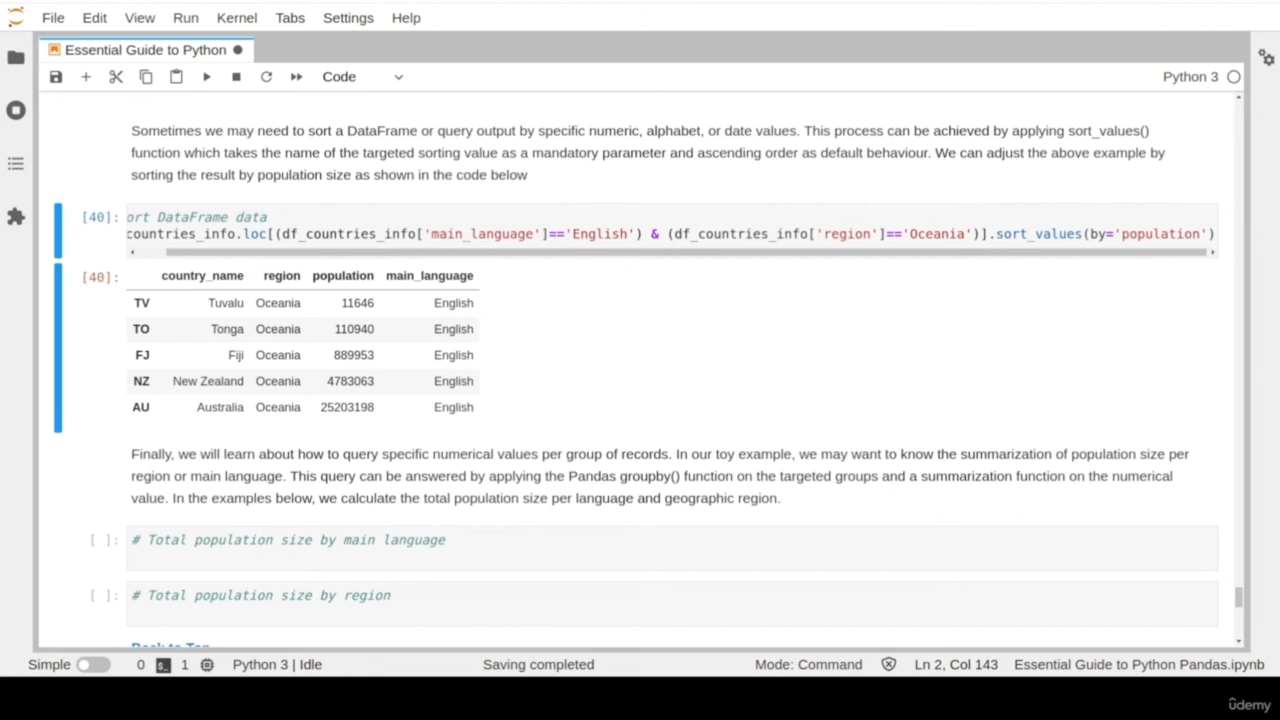 File Edit View Run Kernel Tabs Settings Help
Essential Guide to Python
Code
Python 3
Sometimes we may need to sort a DataFrame or query output by specific numeric, alphabet, or date values. This process can be achieved by applying sort_values()
function which takes the name of the targeted sorting value as a mandatory parameter and ascending order as default behaviour. We can adjust the above example by
sorting the result by population size as shown in the code below
[40]: ort DataFrame data
countries_info.loc[(df_countries_info['main_language']=='English') & (df_countries_info['region']=='Oceania')].sort_values(by='population')
[40]: country_name region population main_language
TV Tuvalu Oceania 11646 English
TO Tonga Oceania 110940 English
FJ Fiji Oceania 889953 English
NZ New Zealand Oceania 4783063 English
AU Australia Oceania 25203198 English
Finally, we will learn about how to query specific numerical values per group of records. In our toy example, we may want to know the summarization of population size per
region or main language. This query can be answered by applying the Pandas groupby() function on the targeted groups and a summarization function on the numerical
value. In the examples below, we calculate the total population size per language and geographic region.
[ ]: # Total population size by main language
[ ]: # Total population size by region
Back to Top
Simple 0 $_ 1 Python 3 | Idle Saving completed Mode: Command Ln 2, Col 143 Essential Guide to Python Pandas.ipynb
ûdemy